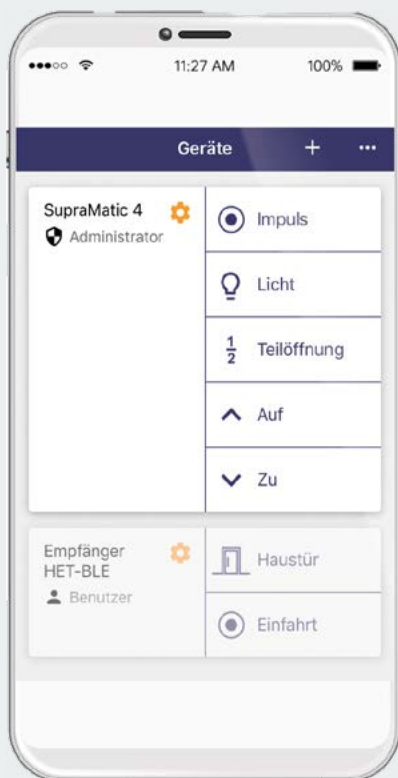 11:27 AM 100%
Geräte + ...
SupraMatic 4
Administrator
Impuls
Licht
1/2 Teilöffnung
Auf
Zu
Empfänger
HET-BLE
Benutzer
Haustür
Einfahrt